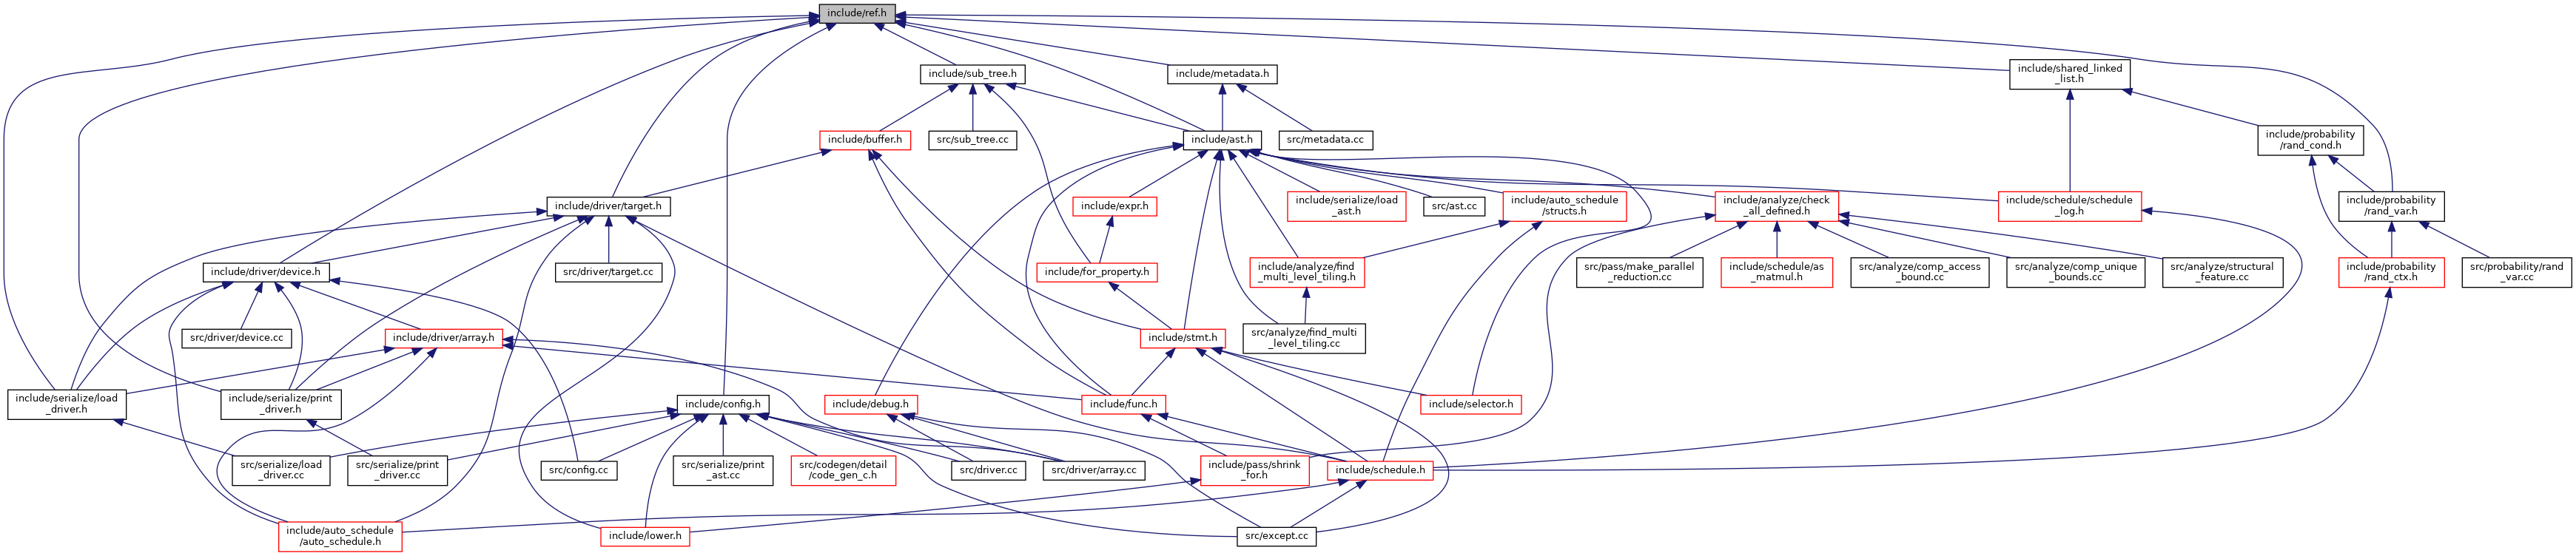 include/ref.h
include/sub_tree.h
include/metadata.h
include/shared_linked
_list.h
include/buffer.h
src/sub_tree.cc
include/ast.h
src/metadata.cc
include/probability
/rand_cond.h
include/driver/target.h
include/expr.h
include/serialize/load
_ast.h
src/ast.cc
include/auto_schedule
/structs.h
include/analyze/check
_all_defined.h
include/schedule/schedule
_log.h
include/probability
/rand_var.h
include/driver/device.h
src/driver/target.cc
include/for_property.h
include/analyze/find
_multi_level_tiling.h
src/pass/make_parallel
_reduction.cc
include/schedule/as
_matmul.h
src/analyze/comp_access
_bound.cc
src/analyze/comp_unique
_bounds.cc
src/analyze/structural
_feature.cc
include/probability
/rand_ctx.h
src/probability/rand
_var.cc
src/driver/device.cc
include/driver/array.h
include/stmt.h
src/analyze/find_multi
_level_tiling.cc
include/serialize/load
_driver.h
include/serialize/print
_driver.h
include/config.h
include/debug.h
include/func.h
include/selector.h
src/serialize/load
_driver.cc
src/serialize/print
_driver.cc
src/config.cc
src/serialize/print
_ast.cc
src/codegen/detail
/code_gen_c.h
src/driver.cc
src/driver/array.cc
include/pass/shrink
_for.h
include/schedule.h
include/auto_schedule
/auto_schedule.h
include/lower.h
src/except.cc